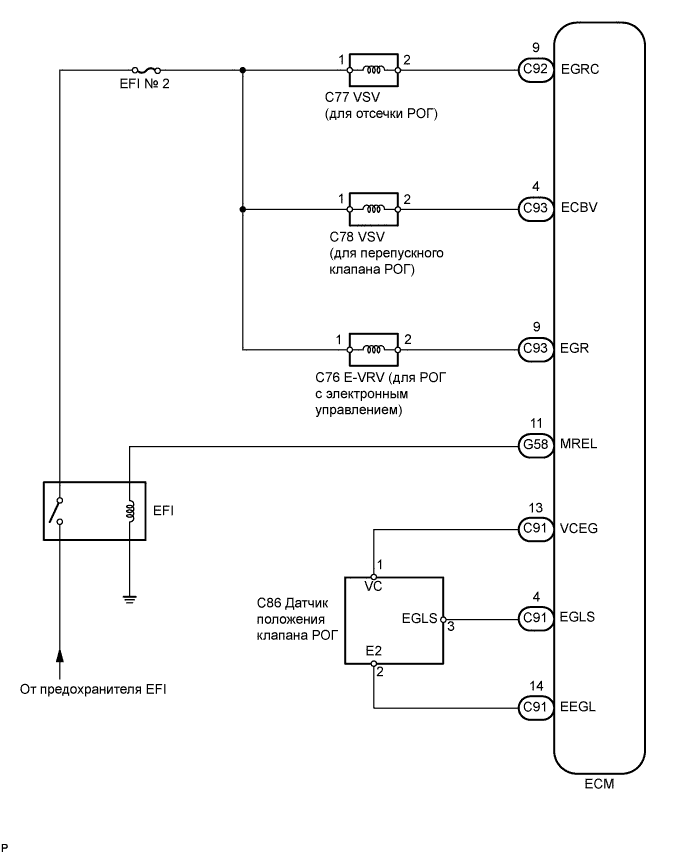 9
1
2
C92
EGRC
EFI № 2
C77 VSV
(для отсечки РОГ)
4
1
2
C93
ECBV
C78 VSV
(для перепускного
клапана РОГ)
9
1
2
C93
EGR
C76 E-VRV (для РОГ
с электронным
управлением)
11
G58
MREL
EFI
13
C91
VCEG
1
VC
C86 Датчик
положения
клапана РОГ
EGLS
3
4
C91
EGLS
E2
2
14
C91
EEGL
От предохранителя EFI
ECM
P